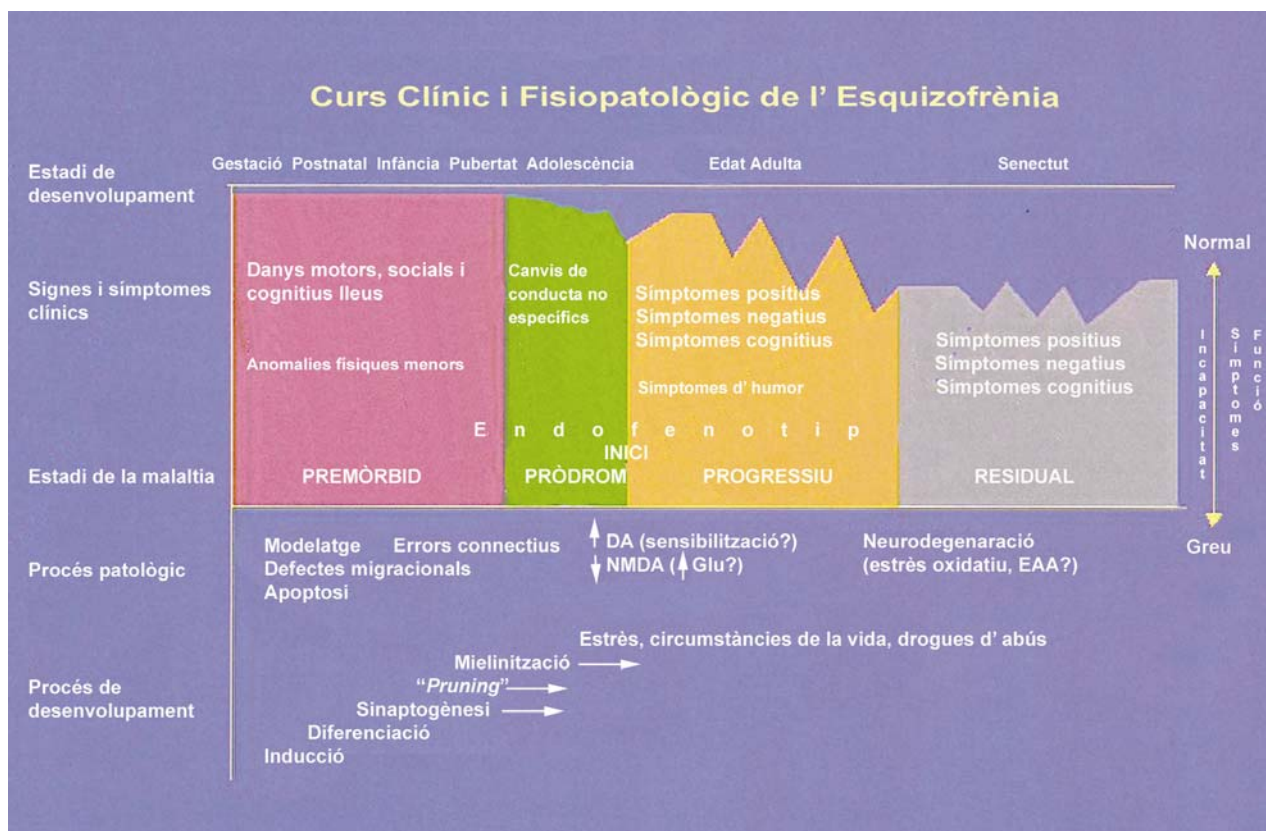 Curs Clínic i Fisiopatològic de l' Esquizofrènia
Estadi de
desenvolupament
Gestació Postnatal Infància Pubertat Adolescència Edat Adulta Senectut
Signes i símptomes
clínics
Danys motors, socials i
cognitius lleus
Anomalies físiques menors
Canvis de
conducta no
específics
Símptomes positius
Símptomes negatius
Símptomes cognitius
Símptomes d' humor
Símptomes positius
Símptomes negatius
Símptomes cognitius
Normal
Incapacitat
Símptomes
Funció
Greu
Endofenotip
INICI
Estadi de la malaltia
PREMÒRBID PRÒDROM PROGRESSIU RESIDUAL
Procés patològic
Modelatge Errors connectius
Defectes migracionals
Apoptosi
DA (sensibilització?)
NMDA ( Glu?)
Neurodegenaració
(estrès oxidatiu, EAA?)
Procés de
desenvolupament
Estrès, circumstàncies de la vida, drogues d' abús
Mielinització
“Pruning”
Sinaptogènesi
Diferenciació
Inducció